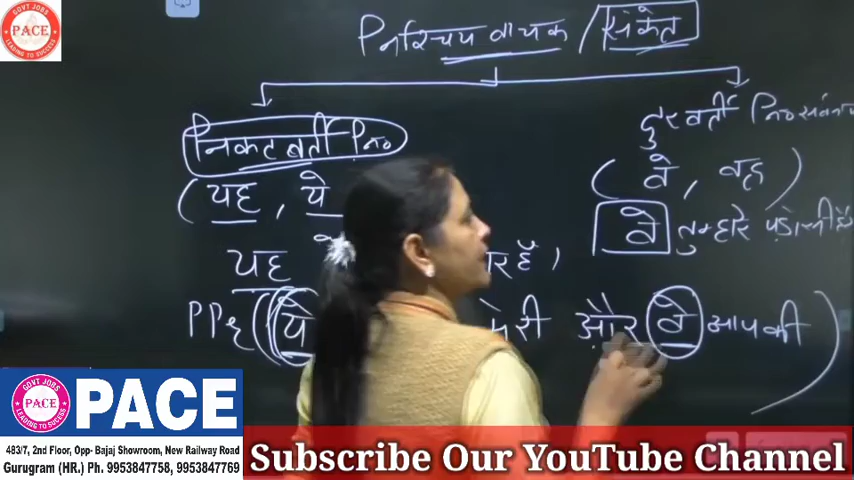 GOVT JOBS
PACE
LEADING TO SUCCESS
निश्चय वाचक / संकेत
निकटवर्ती नि०
दुरवर्ती नि०
(यह, ये
(वे, वह)
वे तुम्हारे पड़ोसी हैं
यह
र हैं।
ये
मेरी और वे आपकी)
GOVT JOBS
PACE
LEADING TO SUCCESS
PACE
483/7, 2nd Floor, Opp- Bajaj Showroom, New Railway Road
Gurugram (HR.) Ph. 9953847758, 9953847769
Subscribe Our YouTube Channel